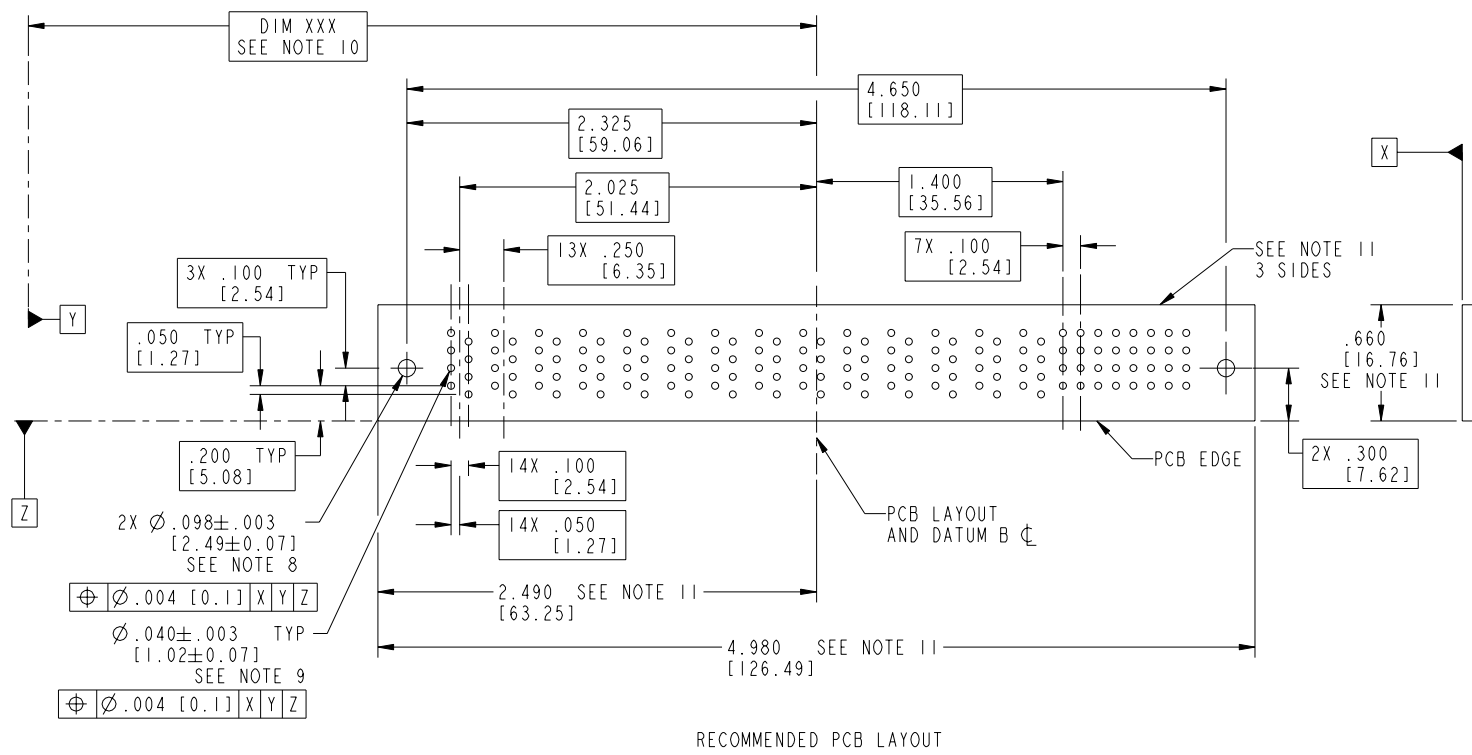 DIM XXX
SEE NOTE 10
4.650
[118.11]
2.325
[59.06]
X
2.025
[51.44]
1.400
[35.56]
13X .250
[6.35]
7X .100
[2.54]
SEE NOTE 11
3 SIDES
3X .100 TYP
[2.54]
Y
.050 TYP
[1.27]
.660
[16.76]
SEE NOTE 11
.200 TYP
[5.08]
14X .100
[2.54]
PCB EDGE
2X .300
[7.62]
Z
2X Ø.098±.003
[2.49±0.07]
SEE NOTE 8
14X .050
[1.27]
PCB LAYOUT
AND DATUM B ℄
⌖ Ø.004 [0.1] X Y Z
2.490 SEE NOTE 11
[63.25]
Ø.040±.003 TYP
[1.02±0.07]
SEE NOTE 9
4.980 SEE NOTE 11
[126.49]
⌖ Ø.004 [0.1] X Y Z
RECOMMENDED PCB LAYOUT